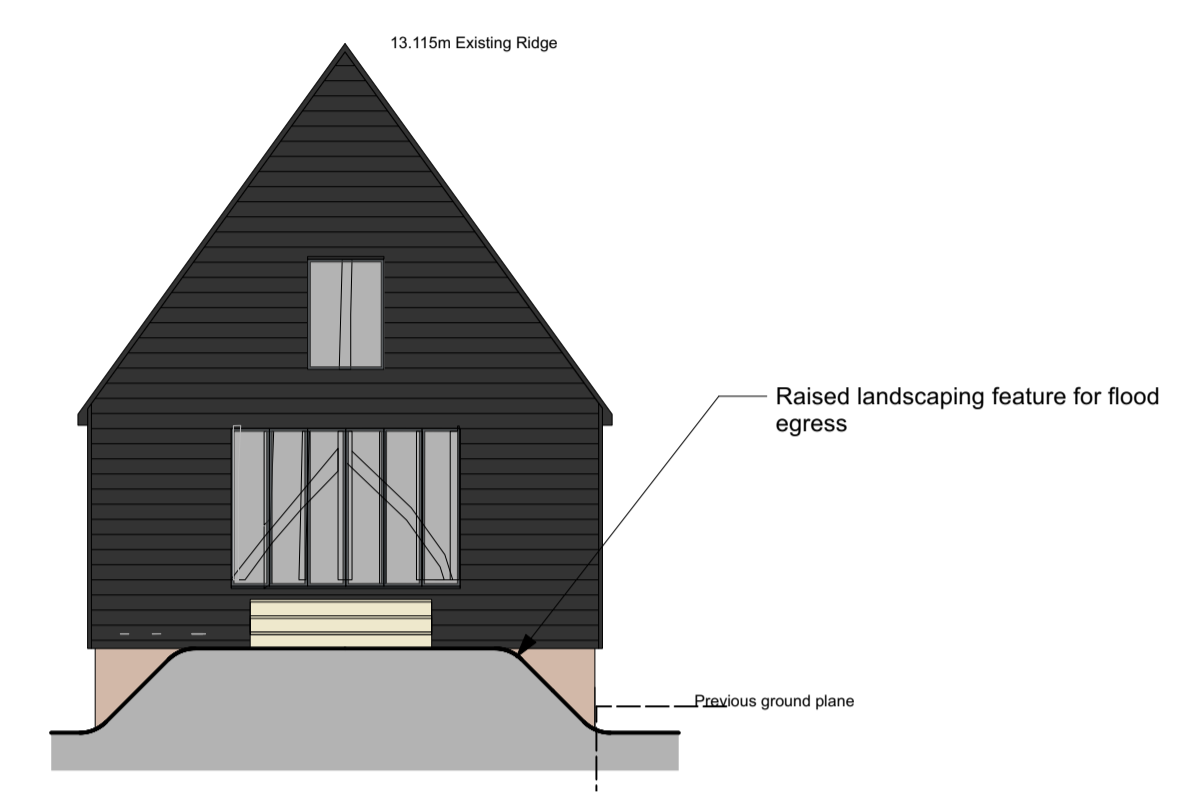 13.115m Existing Ridge
Raised landscaping feature for flood
egress
Previous ground plane